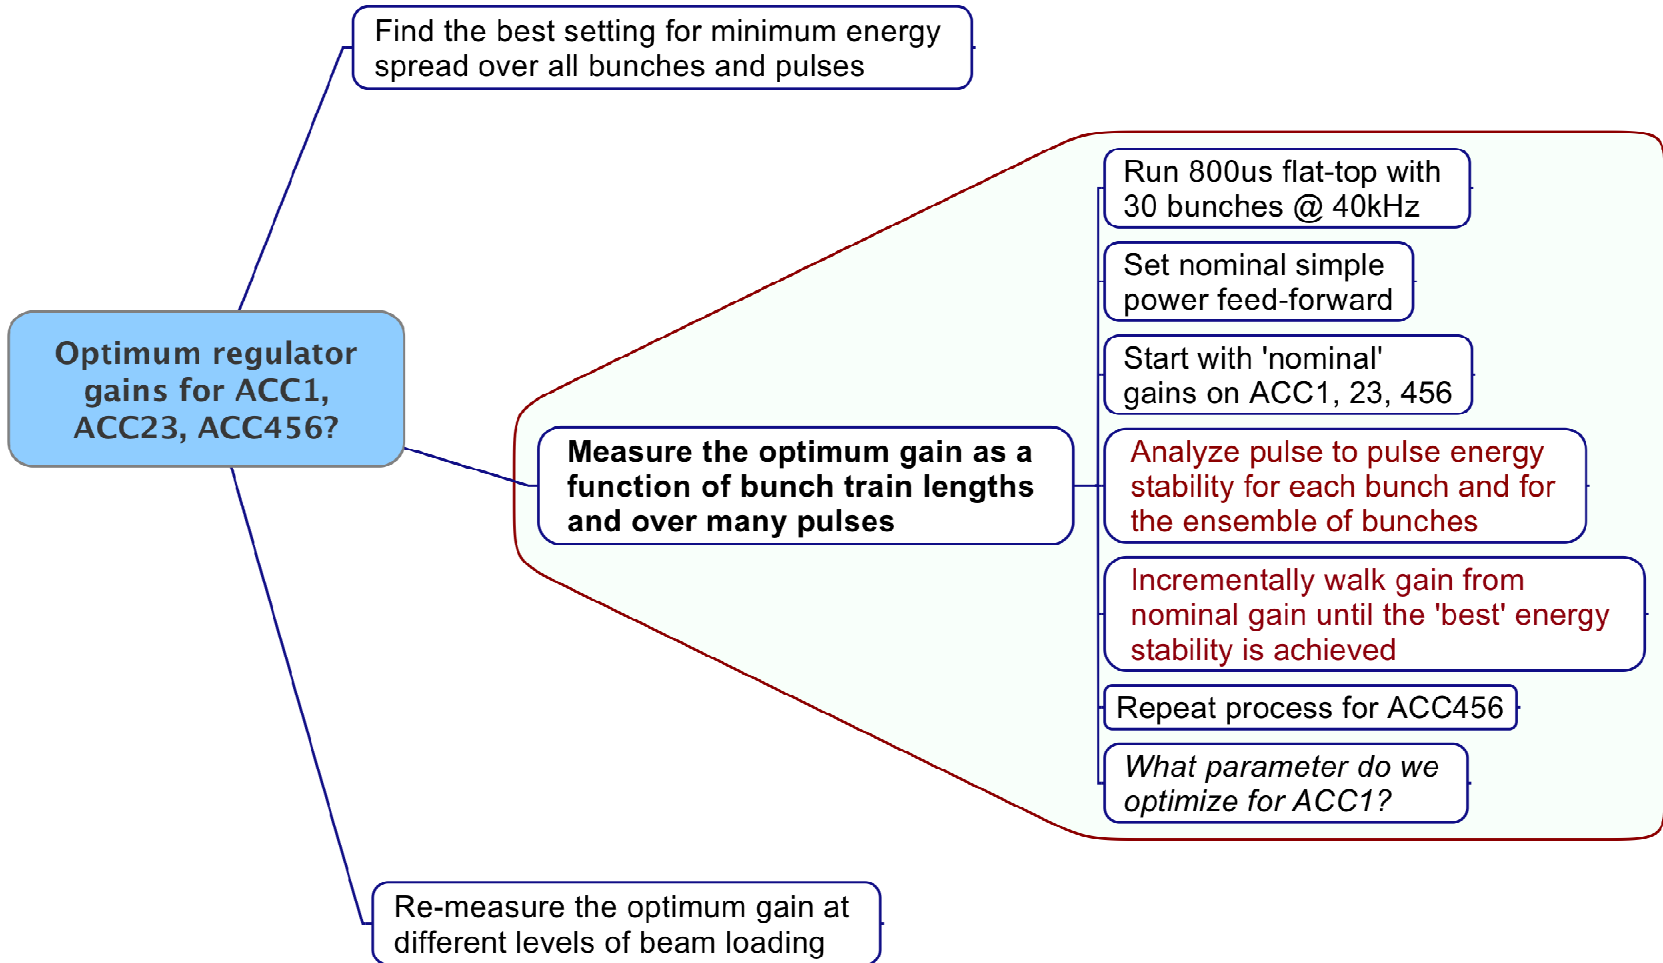 Find the best setting for minimum energy
spread over all bunches and pulses
Optimum regulator
gains for ACC1,
ACC23, ACC456?
Measure the optimum gain as a
function of bunch train lengths
and over many pulses
Run 800us flat-top with
30 bunches @ 40kHz
Set nominal simple
power feed-forward
Start with 'nominal'
gains on ACC1, 23, 456
Analyze pulse to pulse energy
stability for each bunch and for
the ensemble of bunches
Incrementally walk gain from
nominal gain until the 'best' energy
stability is achieved
Repeat process for ACC456
What parameter do we
optimize for ACC1?
Re-measure the optimum gain at
different levels of beam loading